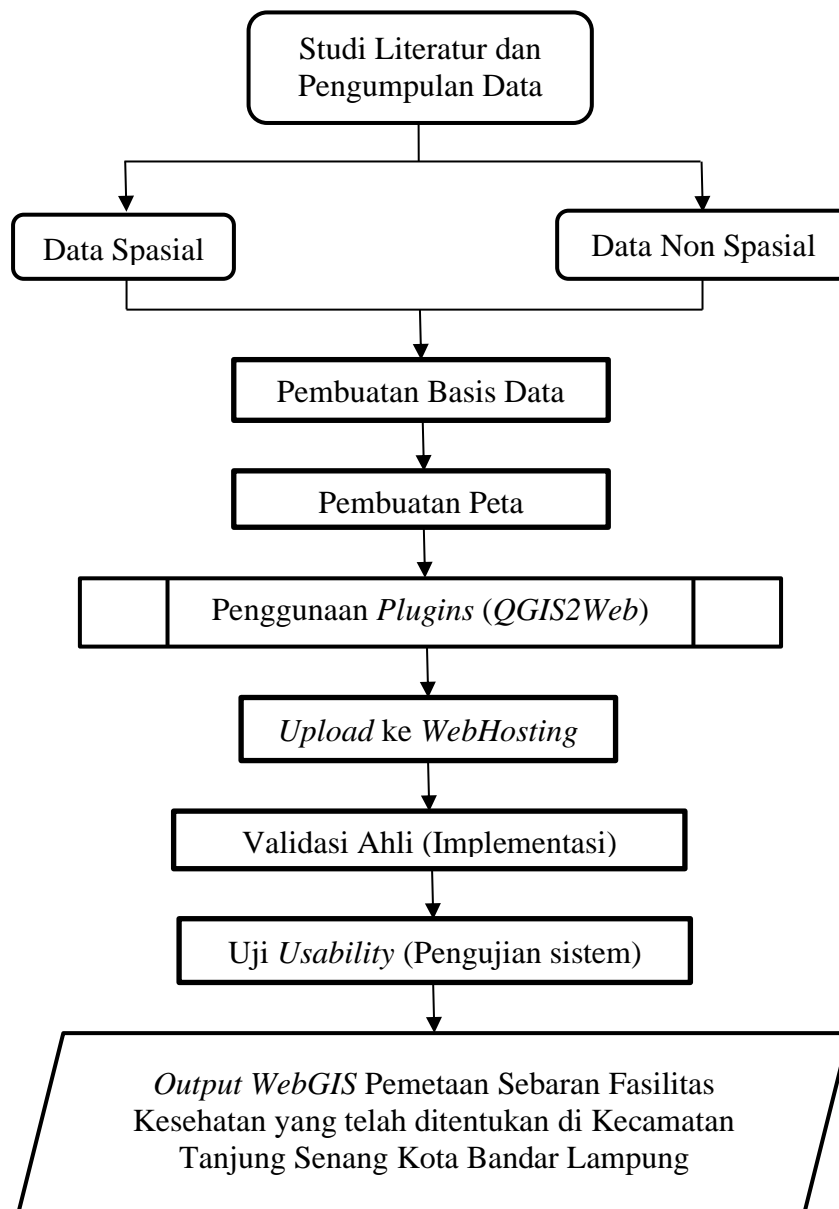 Studi Literatur dan
Pengumpulan Data
Data Spasial
Data Non Spasial
Pembuatan Basis Data
Pembuatan Peta
Penggunaan Plugins (QGIS2Web)
Upload ke WebHosting
Validasi Ahli (Implementasi)
Uji Usability (Pengujian sistem)
Output WebGIS Pemetaan Sebaran Fasilitas
Kesehatan yang telah ditentukan di Kecamatan
Tanjung Senang Kota Bandar Lampung